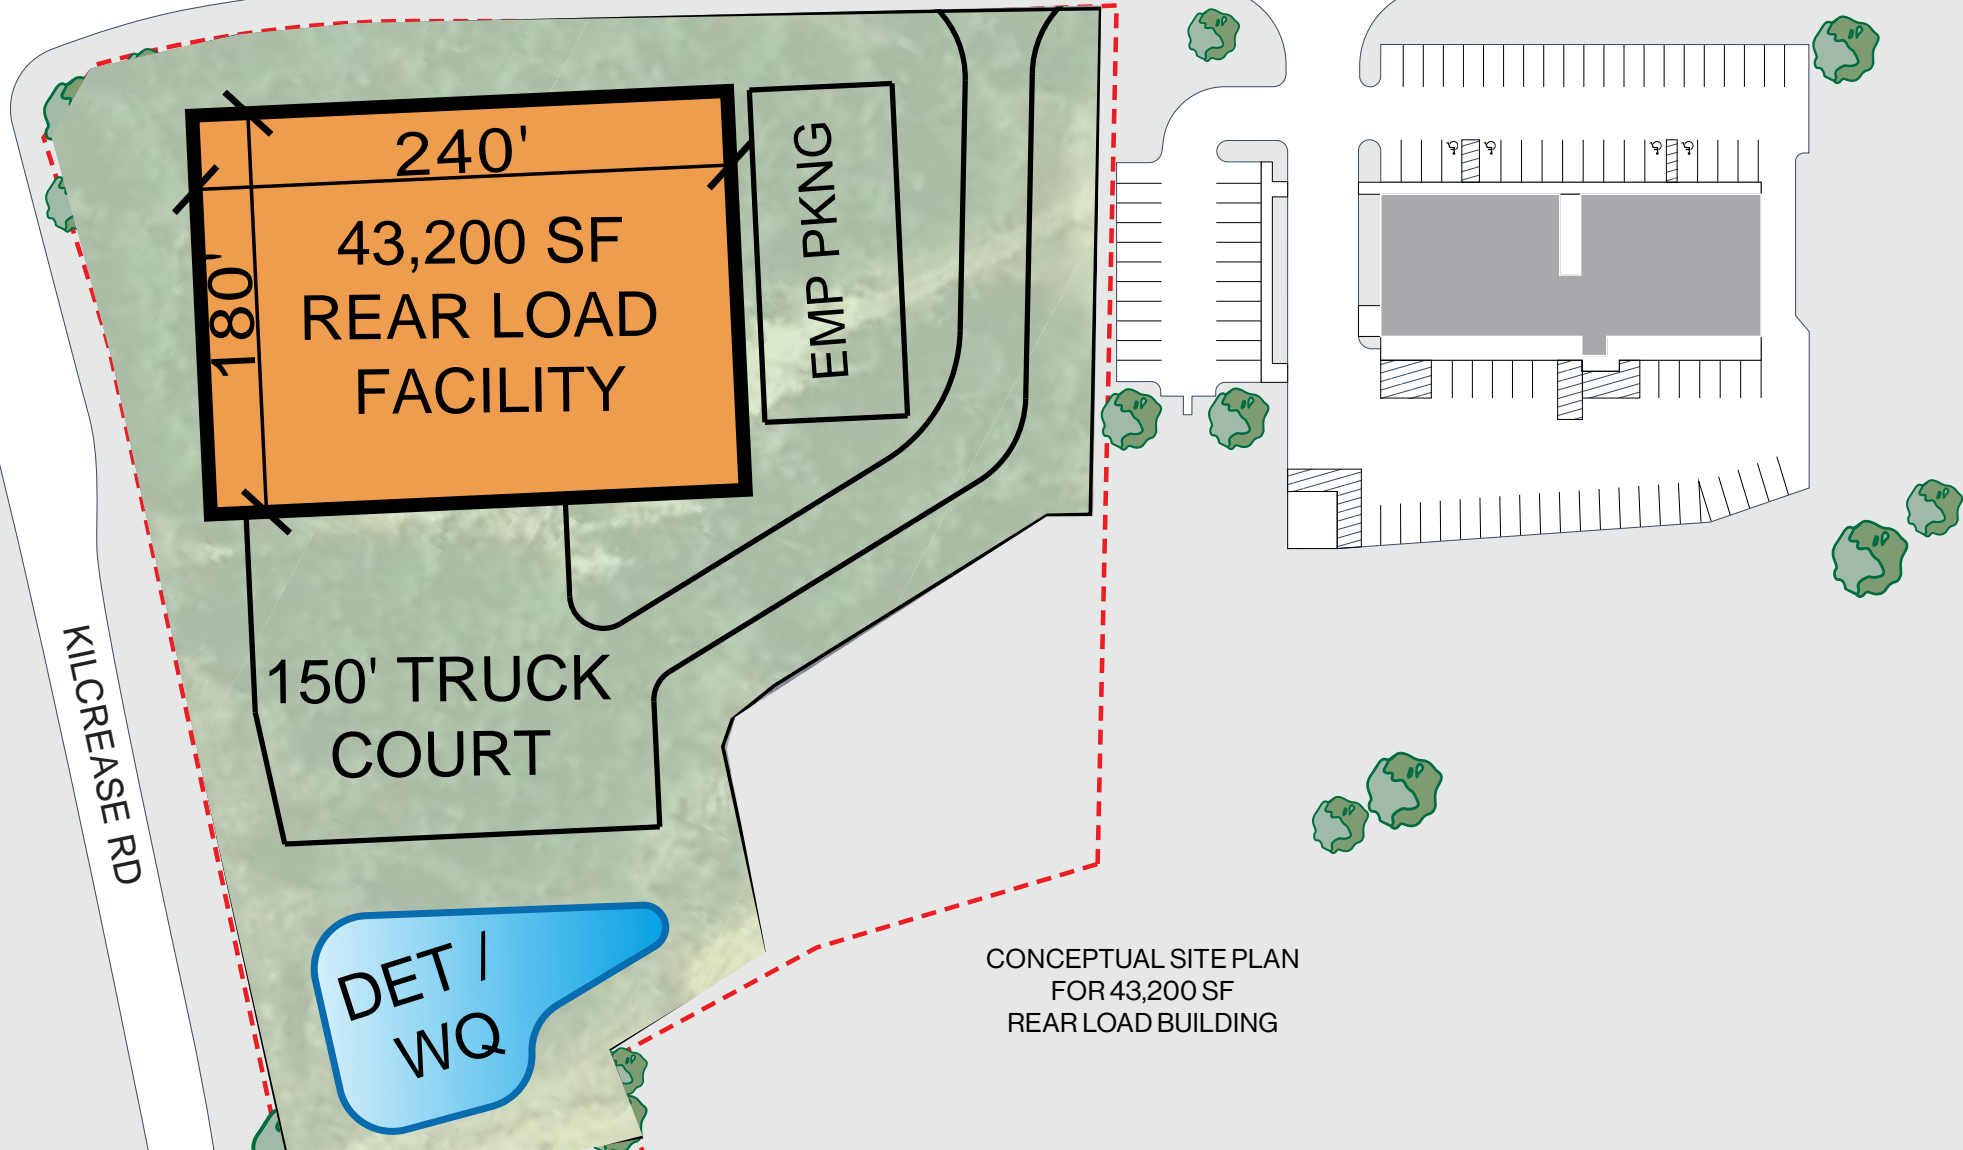 240'
180'
43,200 SF
REAR LOAD
FACILITY
EMP PKNG
150' TRUCK
COURT
KILCREASE RD
DET /
WQ
CONCEPTUAL SITE PLAN
FOR 43,200 SF
REAR LOAD BUILDING